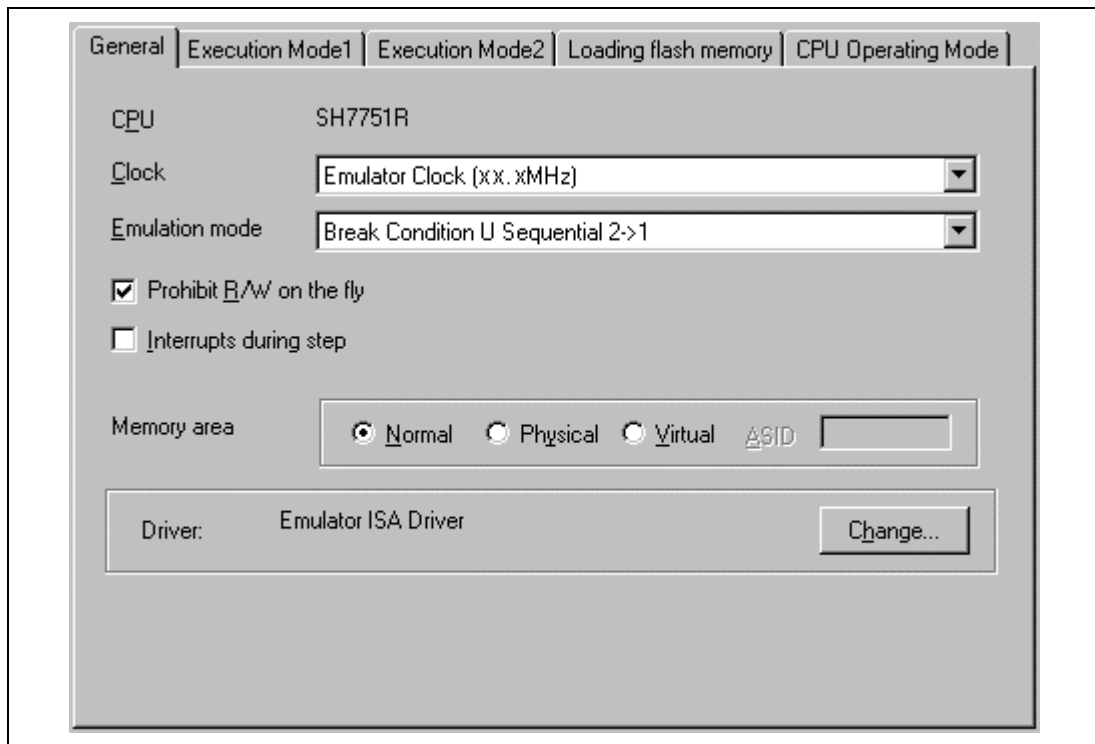 General Execution Mode1 Execution Mode2 Loading flash memory CPU Operating Mode
CPU SH7751R
Clock Emulator Clock (xx.xMHz)
Emulation mode Break Condition U Sequential 2->1
Prohibit R/W on the fly
Interrupts during step
Memory area Normal Physical Virtual ASID
Driver: Emulator ISA Driver Change...